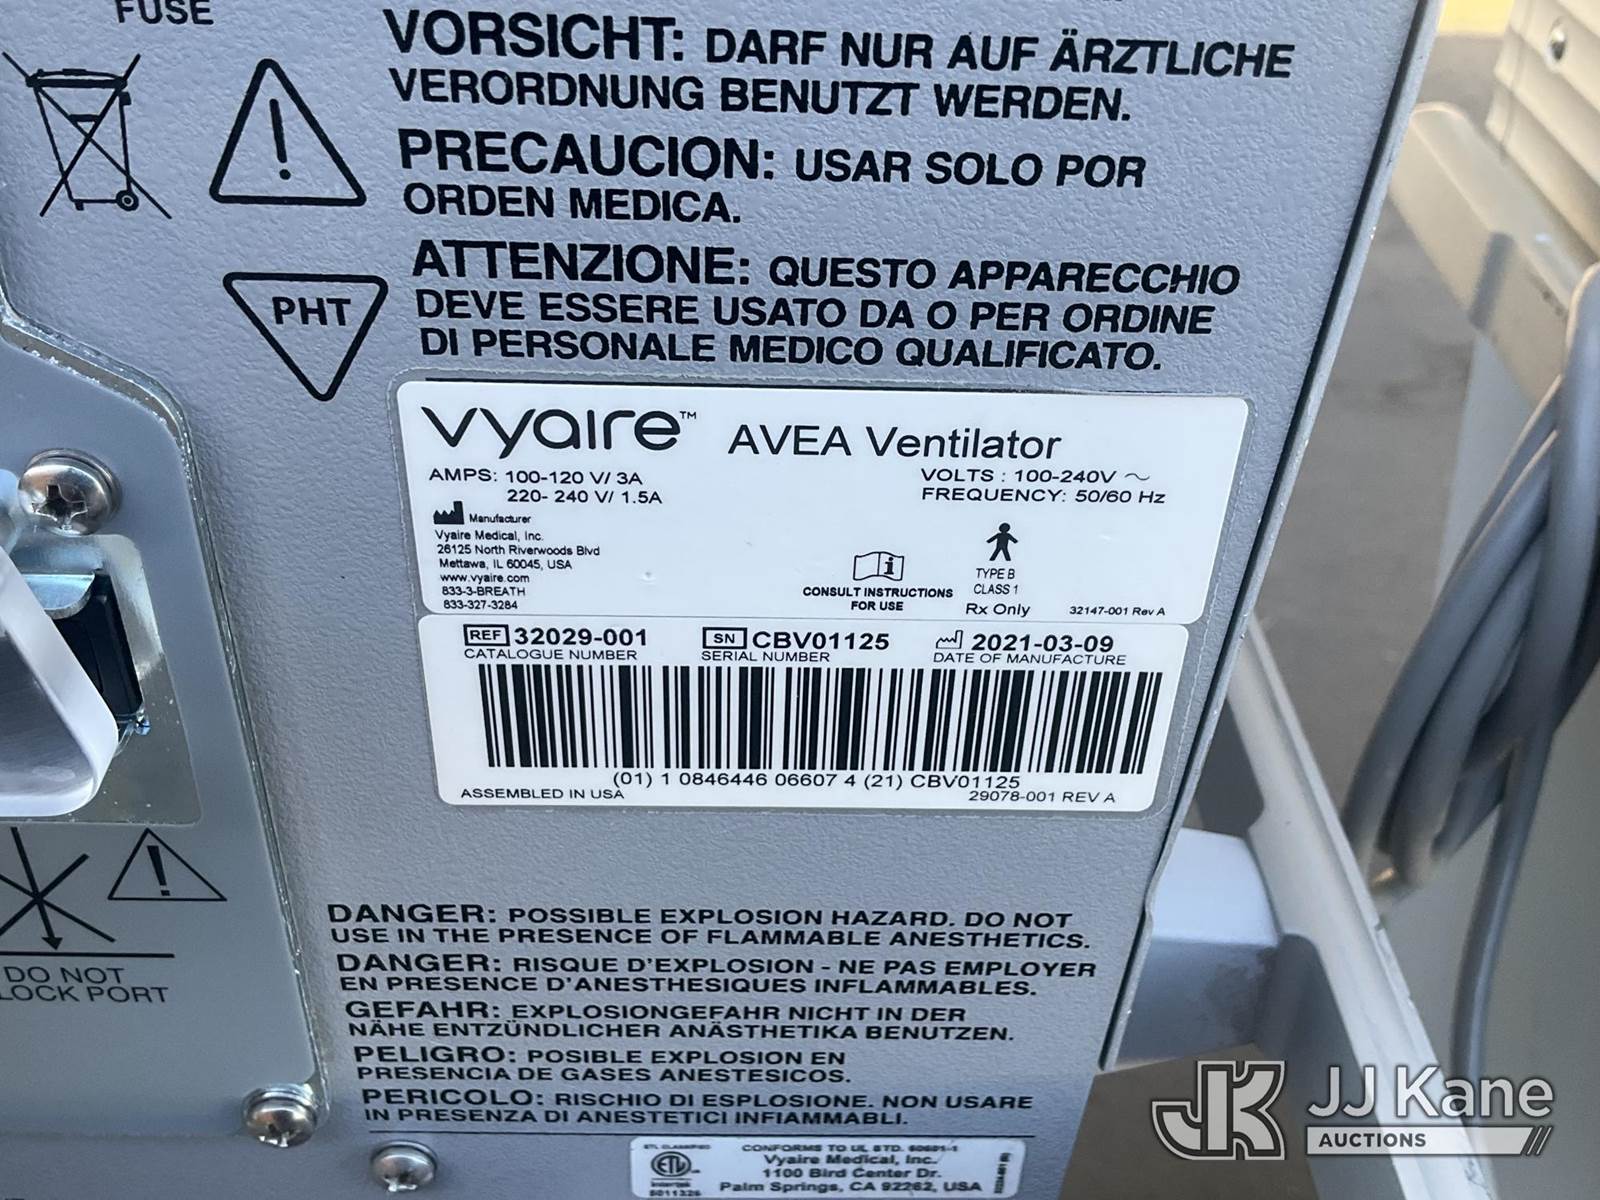 FUSE
VORSICHT: DARF NUR AUF ÄRZTLICHE
VERORDNUNG BENUTZT WERDEN.
PRECAUCION: USAR SOLO POR
ORDEN MEDICA.
ATTENZIONE: QUESTO APPARECCHIO
DEVE ESSERE USATO DA O PER ORDINE
DI PERSONALE MEDICO QUALIFICATO.
PHT
vyaire™ AVEA Ventilator
AMPS: 100-120 V/ 3A
220- 240 V/ 1.5A
VOLTS : 100-240V ~
FREQUENCY: 50/60 Hz
Manufacturer
Vyaire Medical, Inc.
26125 North Riverwoods Blvd
Mettawa, IL 60045, USA
www.vyaire.com
833-3-BREATH
833-327-3284
CONSULT INSTRUCTIONS
FOR USE
TYPE B
CLASS 1
Rx Only
32147-001 Rev A
REF 32029-001
CATALOGUE NUMBER
SN CBV01125
SERIAL NUMBER
2021-03-09
DATE OF MANUFACTURE
(01) 1 0846446 06607 4 (21) CBV01125
ASSEMBLED IN USA
29078-001 REV A
DO NOT
LOCK PORT
DANGER: POSSIBLE EXPLOSION HAZARD. DO NOT
USE IN THE PRESENCE OF FLAMMABLE ANESTHETICS.
DANGER: RISQUE D'EXPLOSION - NE PAS EMPLOYER
EN PRESENCE D'ANESTHESIQUES INFLAMMABLES.
GEFAHR: EXPLOSIONGEFAHR NICHT IN DER
NÄHE ENTZÜNDLICHER ANÄSTHETIKA BENUTZEN.
PELIGRO: POSIBLE EXPLOSION EN
PRESENCIA DE GASES ANESTESICOS.
PERICOLO: RISCHIO DI ESPLOSIONE. NON USARE
IN PRESENZA DI ANESTETICI INFIAMMABLI.
ETL CLASSIFIED
ETL
Intertek
CONFORMS TO UL STD. 60601-1
Vyaire Medical, Inc.
1100 Bird Center Dr.
Palm Springs, CA 92262, USA
JK JJ Kane
AUCTIONS